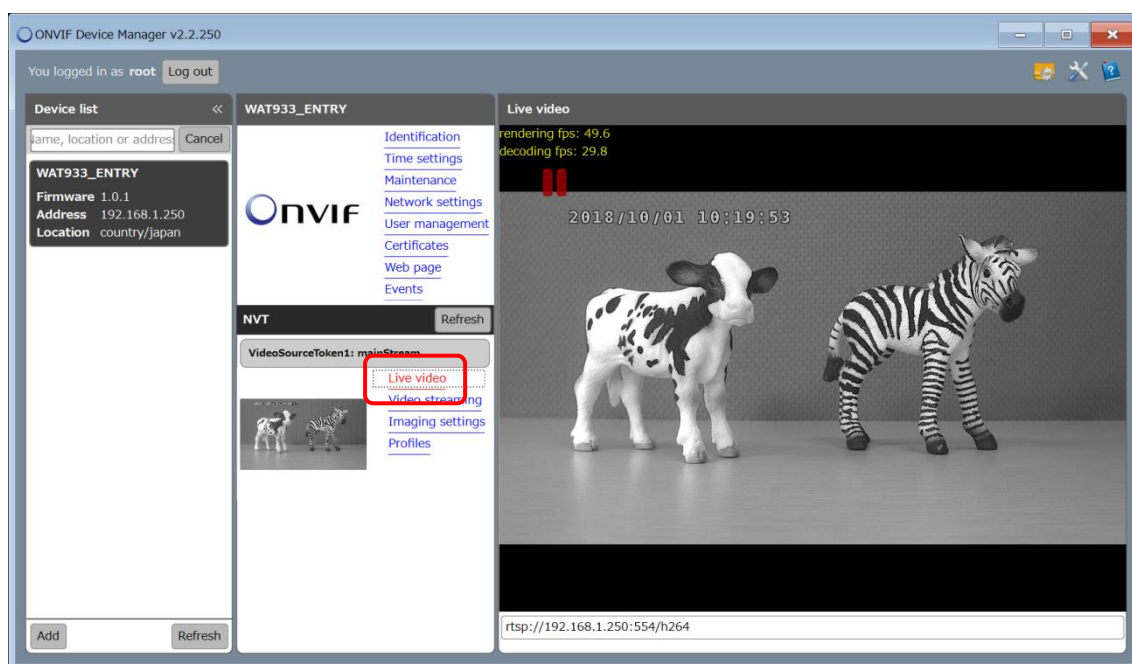 ONVIF Device Manager v2.2.250
You logged in as root Log out
Device list «
Cancel
WAT933_ENTRY
Firmware 1.0.1
Address 192.168.1.250
Location country/japan
Add Refresh
WAT933_ENTRY
ONVIF
Identification
Time settings
Maintenance
Network settings
User management
Certificates
Web page
Events
NVT Refresh
VideoSourceToken1: mainStream
Live video
Video streaming
Imaging settings
Profiles
Live video
rendering fps: 49.6
decoding fps: 29.8
2018/10/01 10:19:53
rtsp://192.168.1.250:554/h264